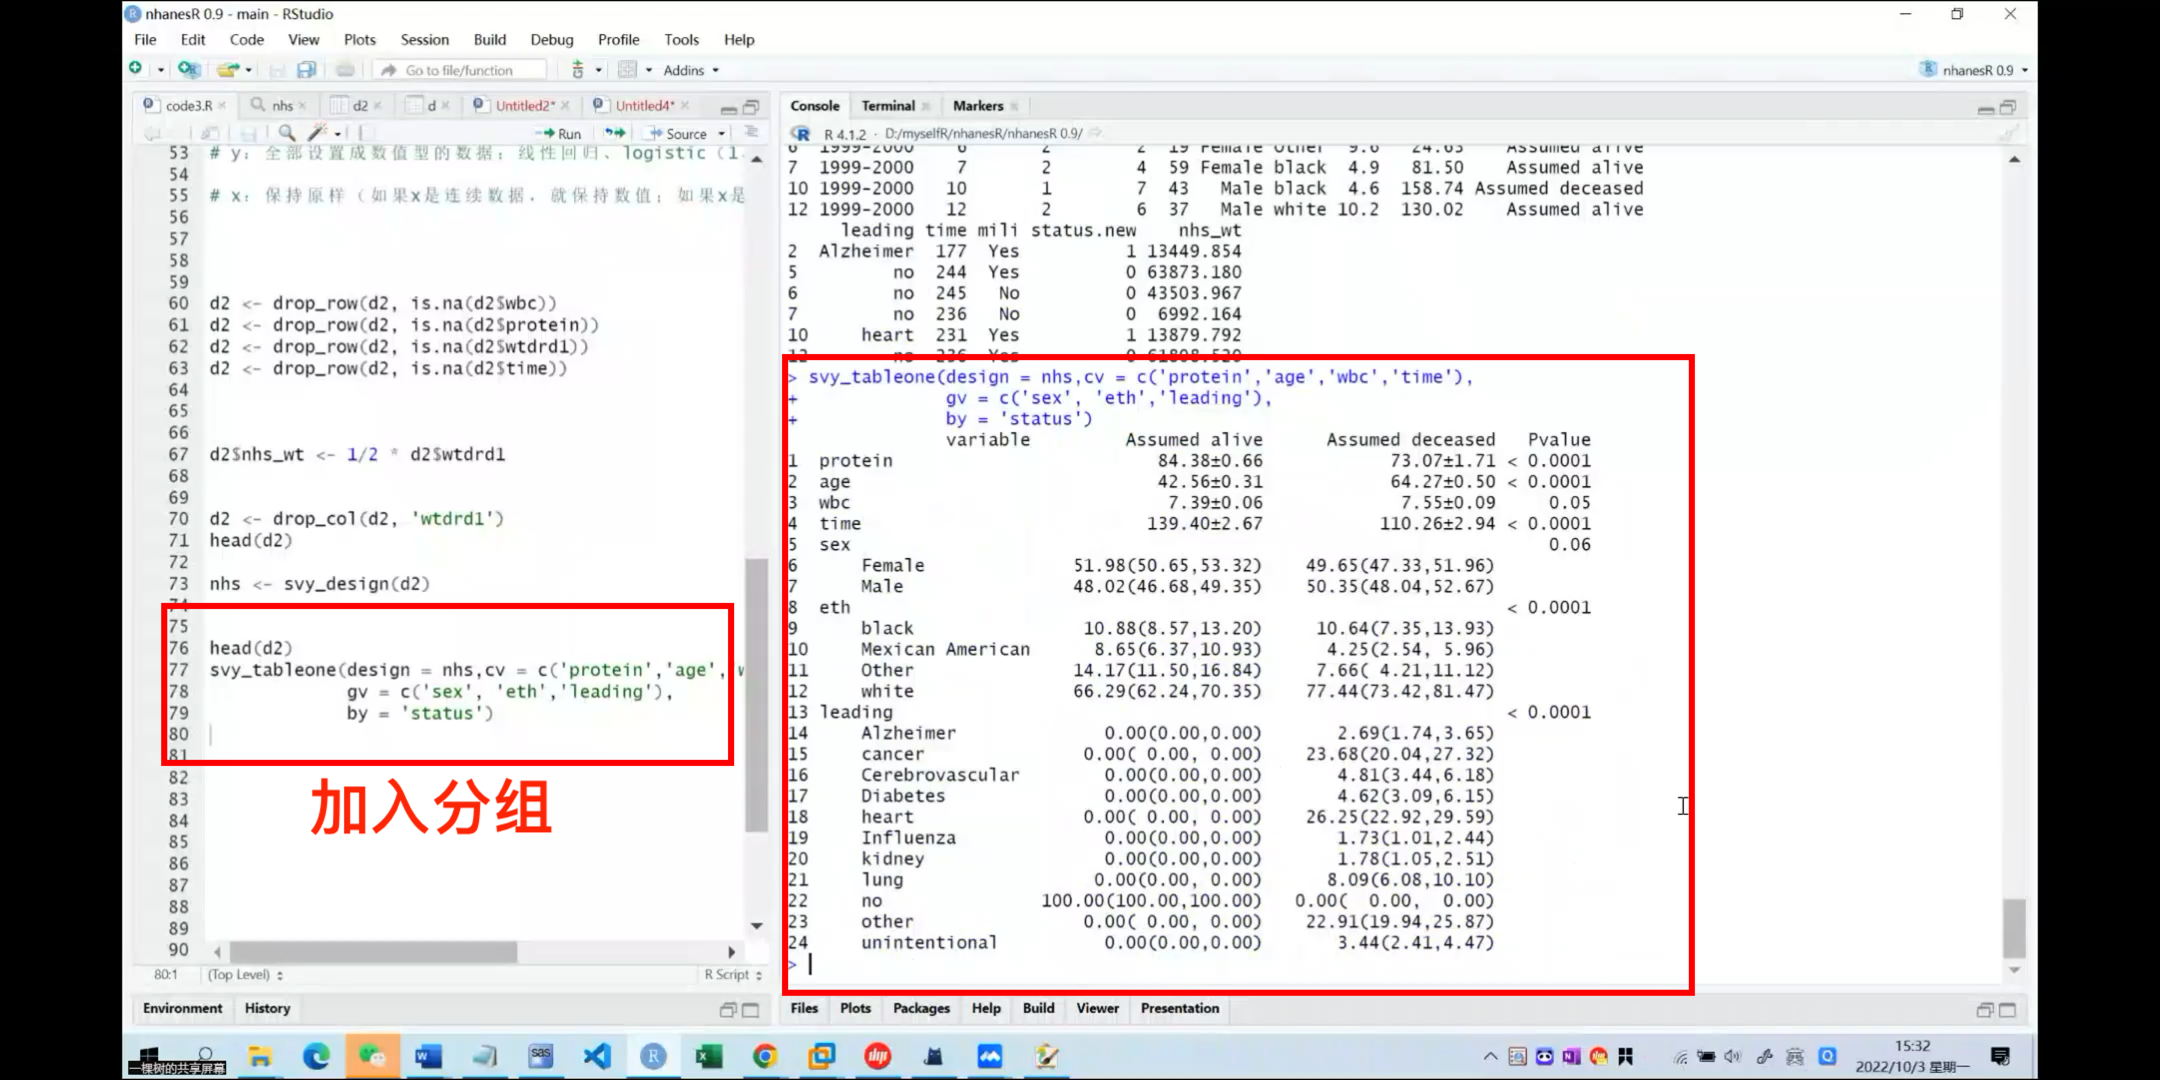 nhanesR 0.9 - main - RStudio
File Edit Code View Plots Session Build Debug Profile Tools Help
Go to file/function Addins nhanesR 0.9
code3.R nhs d2 d Untitled2* Untitled4*
Run Source
53 # y: 全部设置成数值型的数据: 线性回归、logistic (1
54
55 # x: 保持原样 (如果x是连续数据, 就保持数值; 如果x是
56
57
58
59
60 d2 <- drop_row(d2, is.na(d2$wbc))
61 d2 <- drop_row(d2, is.na(d2$protein))
62 d2 <- drop_row(d2, is.na(d2$wtdrd1))
63 d2 <- drop_row(d2, is.na(d2$time))
64
65
66
67 d2$nhs_wt <- 1/2 * d2$wtdrd1
68
69
70 d2 <- drop_col(d2, 'wtdrd1')
71 head(d2)
72
73 nhs <- svy_design(d2)
74
75
76 head(d2)
77 svy_tableone(design = nhs,cv = c('protein','age',
78 gv = c('sex', 'eth','leading'),
79 by = 'status')
80
81
82
83
84
85
86
87
88
89
90
加入分组
80:1 (Top Level) R Script
Environment History
Console Terminal Markers
R 4.1.2 · D:/myselfR/nhanesR/nhanesR 0.9/
6 1999-2000 6 2 2 19 Female Other 9.6 24.63 Assumed alive
7 1999-2000 7 2 4 59 Female black 4.9 81.50 Assumed alive
10 1999-2000 10 1 7 43 Male black 4.6 158.74 Assumed deceased
12 1999-2000 12 2 6 37 Male white 10.2 130.02 Assumed alive
leading time mili status.new nhs_wt
2 Alzheimer 177 Yes 1 13449.854
5 no 244 Yes 0 63873.180
6 no 245 No 0 43503.967
7 no 236 No 0 6992.164
10 heart 231 Yes 1 13879.792
12 no 236 Yes 0
> svy_tableone(design = nhs,cv = c('protein','age','wbc','time'),
+ gv = c('sex', 'eth','leading'),
+ by = 'status')
variable Assumed alive Assumed deceased Pvalue
1 protein 84.38±0.66 73.07±1.71 < 0.0001
2 age 42.56±0.31 64.27±0.50 < 0.0001
3 wbc 7.39±0.06 7.55±0.09 0.05
4 time 139.40±2.67 110.26±2.94 < 0.0001
5 sex 0.06
6 Female 51.98(50.65,53.32) 49.65(47.33,51.96)
7 Male 48.02(46.68,49.35) 50.35(48.04,52.67)
8 eth < 0.0001
9 black 10.88(8.57,13.20) 10.64(7.35,13.93)
10 Mexican American 8.65(6.37,10.93) 4.25(2.54, 5.96)
11 Other 14.17(11.50,16.84) 7.66( 4.21,11.12)
12 white 66.29(62.24,70.35) 77.44(73.42,81.47)
13 leading < 0.0001
14 Alzheimer 0.00(0.00,0.00) 2.69(1.74,3.65)
15 cancer 0.00( 0.00, 0.00) 23.68(20.04,27.32)
16 Cerebrovascular 0.00(0.00,0.00) 4.81(3.44,6.18)
17 Diabetes 0.00(0.00,0.00) 4.62(3.09,6.15)
18 heart 0.00( 0.00, 0.00) 26.25(22.92,29.59)
19 Influenza 0.00(0.00,0.00) 1.73(1.01,2.44)
20 kidney 0.00(0.00,0.00) 1.78(1.05,2.51)
21 lung 0.00(0.00, 0.00) 8.09(6.08,10.10)
22 no 100.00(100.00,100.00) 0.00( 0.00, 0.00)
23 other 0.00( 0.00, 0.00) 22.91(19.94,25.87)
24 unintentional 0.00(0.00,0.00) 3.44(2.41,4.47)
>
Files Plots Packages Help Build Viewer Presentation
一棵树的共享屏幕
sas
15:32
2022/10/3 星期一